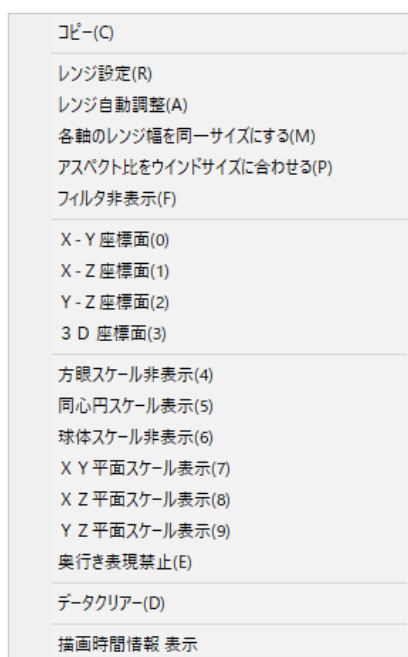 コピー(C)
レンジ設定(R)
レンジ自動調整(A)
各軸のレンジ幅を同一サイズにする(M)
アスペクト比をウインドサイズに合わせる(P)
フィルタ非表示(F)
X - Y 座標面(0)
X - Z 座標面(1)
Y - Z 座標面(2)
3 D 座標面(3)
方眼スケール非表示(4)
同心円スケール表示(5)
球体スケール非表示(6)
X Y 平面スケール表示(7)
X Z 平面スケール表示(8)
Y Z 平面スケール表示(9)
奥行き表現禁止(E)
データクリアー(D)
描画時間情報 表示